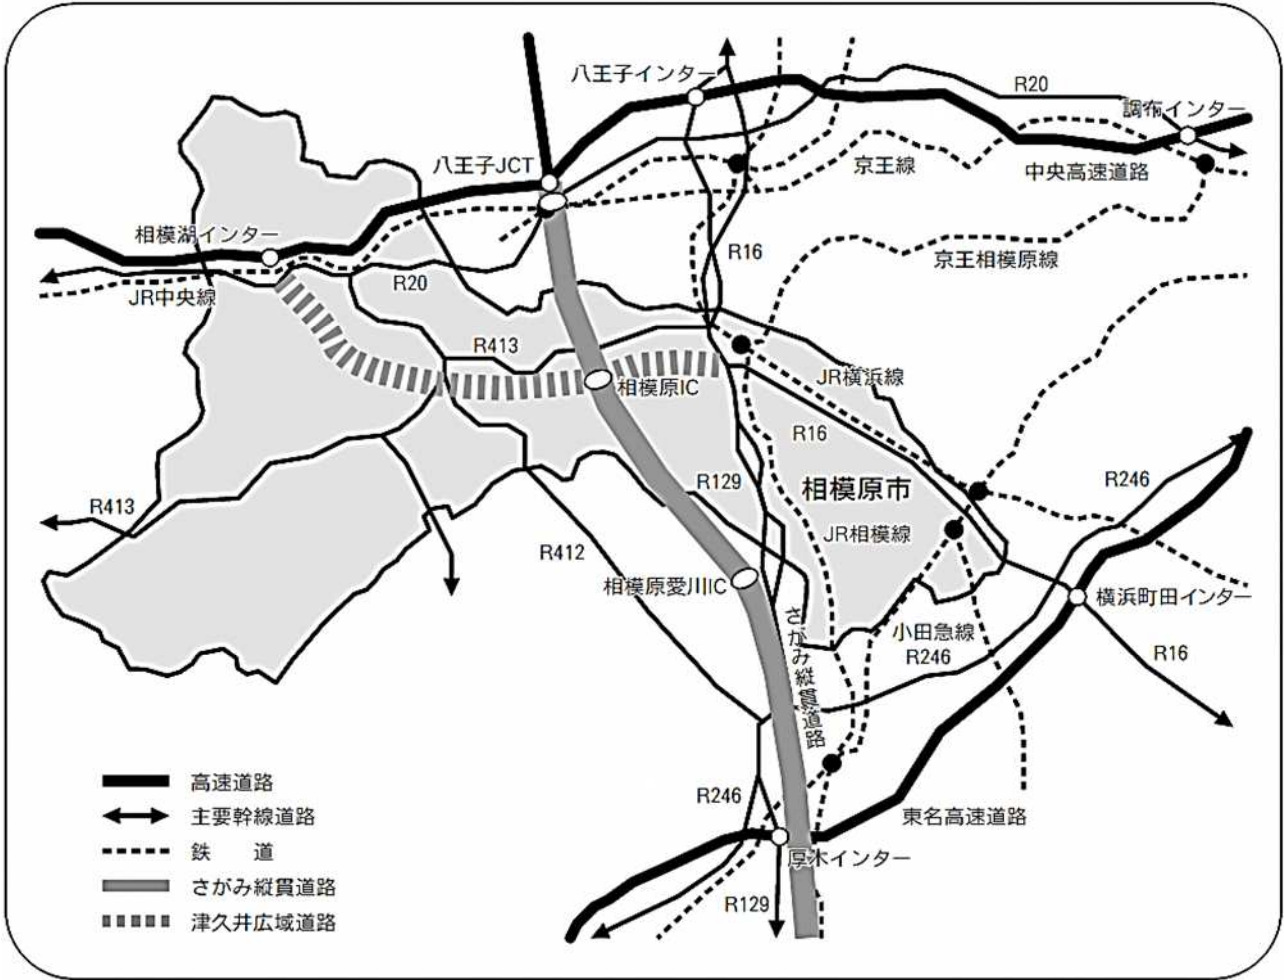 八王子インター
R20
調布インター
八王子JCT
京王線
中央高速道路
相模湖インター
R16
京王相模原線
R20
JR中央線
R413
JR横浜線
相模原IC
R16
R129
相模原市
R246
R413
JR相模線
R412
相模原愛川IC
横浜町田インター
さがみ縦貫道路
小田急線
R246
R16
高速道路
R246
主要幹線道路
東名高速道路
鉄 道
厚木インター
さがみ縦貫道路
R129
津久井広域道路